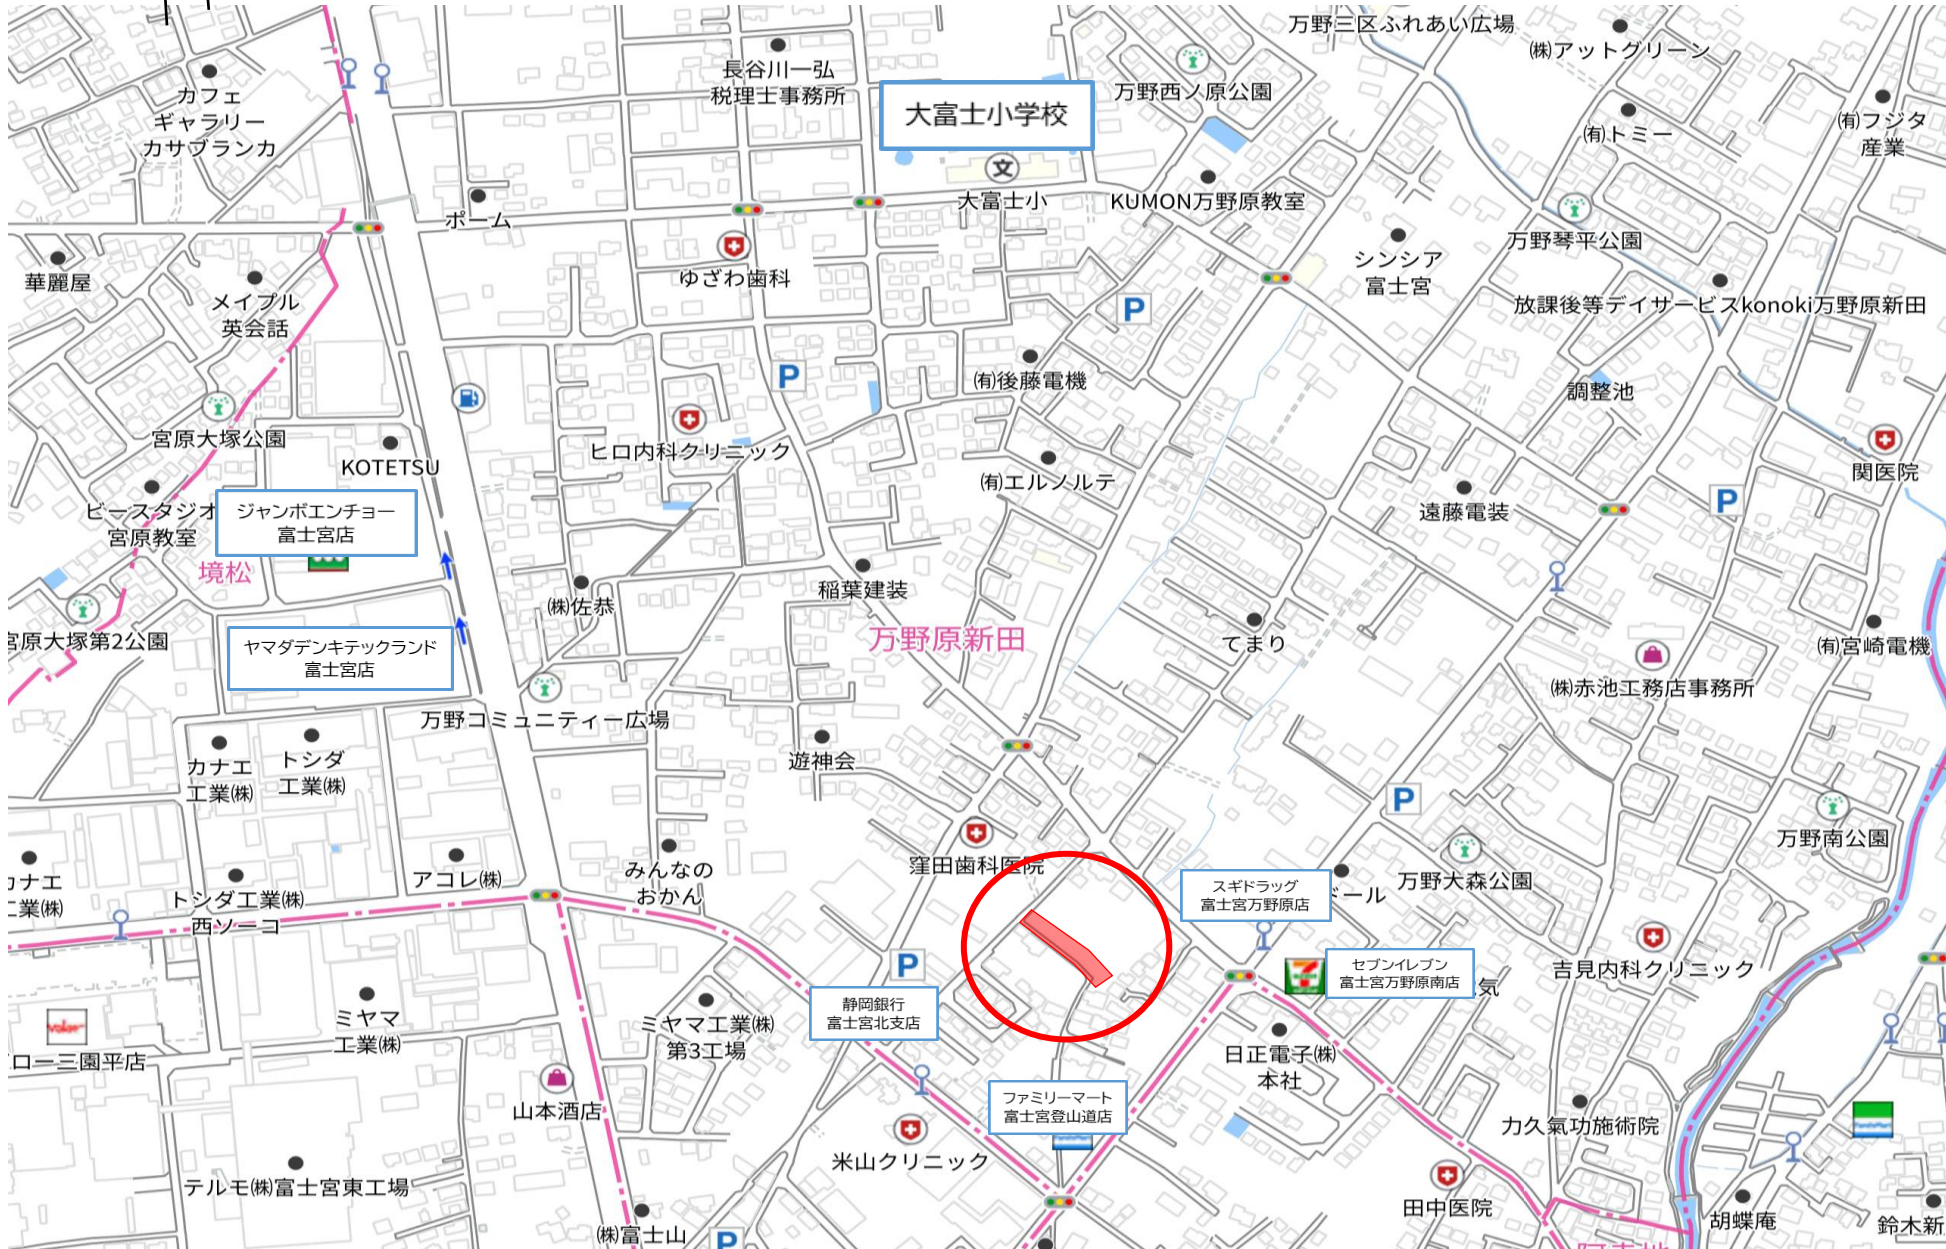 万野三区ふれあい広場
㈱アットグリーン
長谷川一弘
税理士事務所
カフェ
ギャラリー
カサブランカ
大富士小学校
万野西ノ原公園
㈲トミー
㈲フジタ
産業
大富士小
KUMON万野原教室
ポーム
万野琴平公園
シンシア
富士宮
華麗屋
メイプル
英会話
ゆざわ歯科
P
放課後等デイサービスkonoki万野原新田
㈲後藤電機
P
調整池
宮原大塚公園
KOTETSU
ヒロ内科クリニック
㈲エルノルテ
関医院
ビースタジオ
宮原教室
ジャンボエンチョー
富士宮店
遠藤電装
P
境松
㈱佐恭
稲葉建装
宮原大塚第2公園
ヤマダデンキテックランド
富士宮店
万野原新田
てまり
㈲宮崎電機
㈱赤池工務店事務所
万野コミュニティー広場
カナエ
工業㈱
トシダ
工業㈱
遊神会
P
万野南公園
カナエ
工業㈱
トシダ工業㈱
西ソーコ
アコレ㈱
みんなの
おかん
窪田歯科医院
スギドラッグ
富士宮万野原店
ドール
万野大森公園
P
セブンイレブン
富士宮万野原南店
気
吉見内科クリニック
静岡銀行
富士宮北支店
ミヤマ
工業㈱
ミヤマ工業㈱
第3工場
日正電子㈱
本社
ロー三園平店
山本酒店
ファミリーマート
富士宮登山道店
力久氣功施術院
米山クリニック
テルモ㈱富士宮東工場
田中医院
胡蝶庵
鈴木新
㈱富士山
P